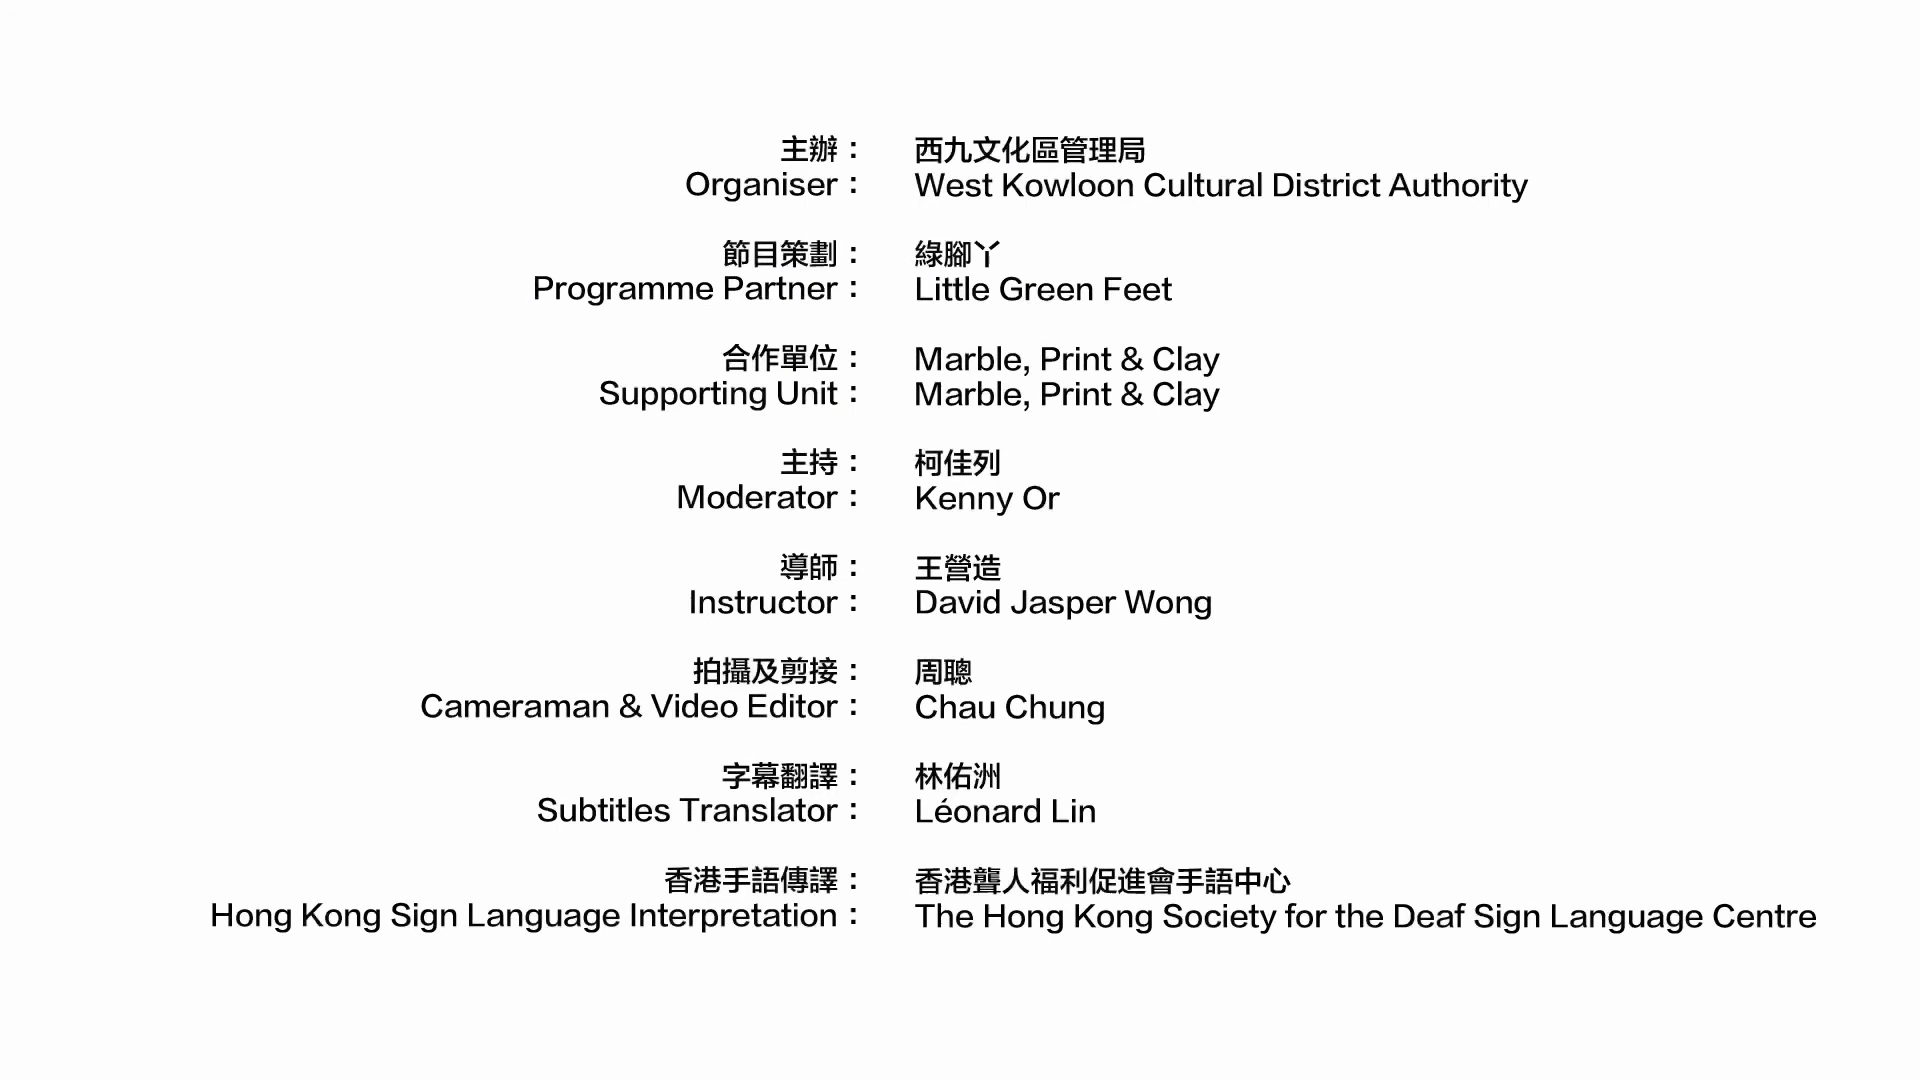 主辦： 西九文化區管理局
Organiser： West Kowloon Cultural District Authority
節目策劃： 綠腳丫
Programme Partner： Little Green Feet
合作單位： Marble, Print & Clay
Supporting Unit： Marble, Print & Clay
主持： 柯佳列
Moderator： Kenny Or
導師： 王營造
Instructor： David Jasper Wong
拍攝及剪接： 周聰
Cameraman & Video Editor： Chau Chung
字幕翻譯： 林佑洲
Subtitles Translator： Léonard Lin
香港手語傳譯： 香港聾人福利促進會手語中心
Hong Kong Sign Language Interpretation： The Hong Kong Society for the Deaf Sign Language Centre